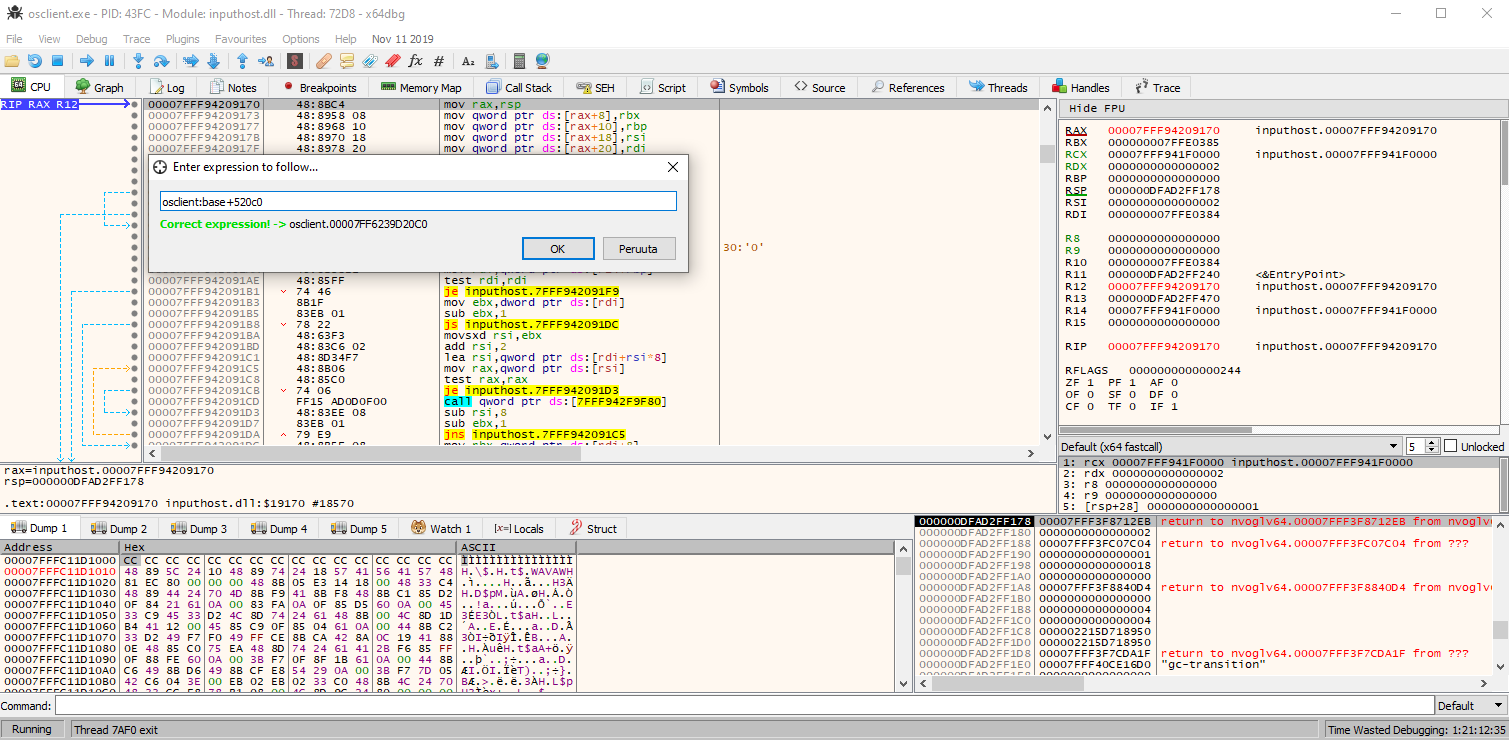 osclient.exe - PID: 43FC - Module: inputhost.dll - Thread: 72D8 - x64dbg
File View Debug Trace Plugins Favourites Options Help Nov 11 2019
CPU Graph Log Notes Breakpoints Memory Map Call Stack SEH Script Symbols Source References Threads Handles Trace
RIP RAX R12
00007FFF94209170 48:8BC4 mov rax,rsp
00007FFF94209173 48:8958 08 mov qword ptr ds:[rax+8],rbx
00007FFF94209177 48:8968 10 mov qword ptr ds:[rax+10],rbp
00007FFF9420917B 48:8970 18 mov qword ptr ds:[rax+18],rsi
00007FFF9420917F 48:8978 20 mov qword ptr ds:[rax+20],rdi
Enter expression to follow...
osclient:base+520c0
Correct expression! -> osclient.00007FF6239D20C0
OK Peruuta
30:'0'
00007FFF942091AE 48:85FF test rdi,rdi
00007FFF942091B1 74 46 je inputhost.7FFF942091F9
00007FFF942091B3 8B1F mov ebx,dword ptr ds:[rdi]
00007FFF942091B5 83EB 01 sub ebx,1
00007FFF942091B8 78 22 js inputhost.7FFF942091DC
00007FFF942091BA 48:63F3 movsxd rsi,ebx
00007FFF942091BD 48:83C6 02 add rsi,2
00007FFF942091C1 48:8D34F7 lea rsi,qword ptr ds:[rdi+rsi*8]
00007FFF942091C5 48:8B06 mov rax,qword ptr ds:[rsi]
00007FFF942091C8 48:85C0 test rax,rax
00007FFF942091CB 74 06 je inputhost.7FFF942091D3
00007FFF942091CD FF15 AD0D0F00 call qword ptr ds:[7FFF942F9F80]
00007FFF942091D3 48:83EE 08 sub rsi,8
00007FFF942091D7 83EB 01 sub ebx,1
00007FFF942091DA 79 E9 jns inputhost.7FFF942091C5
Hide FPU
RAX 00007FFF94209170 inputhost.00007FFF94209170
RBX 000000007FFE0385
RCX 00007FFF941F0000 inputhost.00007FFF941F0000
RDX 0000000000000002
RBP 0000000000000000
RSP 000000DFAD2FF178
RSI 0000000000000002
RDI 000000007FFE0384
R8 0000000000000000
R9 0000000000000000
R10 000000007FFE0384
R11 000000DFAD2FF240 <&EntryPoint>
R12 00007FFF94209170 inputhost.00007FFF94209170
R13 000000DFAD2FF470
R14 00007FFF941F0000 inputhost.00007FFF941F0000
R15 0000000000000000
RIP 00007FFF94209170 inputhost.00007FFF94209170
RFLAGS 0000000000000244
ZF 1 PF 1 AF 0
OF 0 SF 0 DF 0
CF 0 TF 0 IF 1
Default (x64 fastcall) 5 Unlocked
1: rcx 00007FFF941F0000 inputhost.00007FFF941F0000
2: rdx 0000000000000002
3: r8 0000000000000000
4: r9 0000000000000000
5: [rsp+28] 0000000000000001
rax=inputhost.00007FFF94209170
rsp=000000DFAD2FF178
.text:00007FFF94209170 inputhost.dll:$19170 #18570
Dump 1 Dump 2 Dump 3 Dump 4 Dump 5 Watch 1 [x=] Locals Struct
Address Hex ASCII
00007FFFC11D1000 CC CC CC CC CC CC CC CC CC CC CC CC CC CC CC CC
00007FFFC11D1010 48 89 5C 24 10 48 89 74 24 18 57 41 56 41 57 48 H.\$.H.t$.WAVAWH
00007FFFC11D1020 81 EC 80 00 00 00 48 8B 05 E3 14 18 00 48 33 C4
00007FFFC11D1030 48 89 44 24 70 4D 8B F9 41 8B F8 48 8B C1 85 D2
00007FFFC11D1040 0F 84 21 61 0A 00 83 FA 0A 0F 85 D5 60 0A 00 45
00007FFFC11D1050 33 C9 45 33 D2 4C 8D 74 24 61 48 8B 00 4C 8D 1D
00007FFFC11D1060 B4 41 12 00 45 85 C9 0F 85 04 61 0A 00 44 8B C2
00007FFFC11D1070 33 D2 49 F7 F0 49 FF CE 8B CA 42 8A 0C 19 41 88
00007FFFC11D1080 0E 48 85 C0 75 EA 48 8D 74 24 61 41 2B F6 85 FF
00007FFFC11D1090 0F 88 FE 60 0A 00 3B F7 0F 8F 1B 61 0A 00 44 8B
00007FFFC11D10A0 C6 49 8B D6 49 8B CF E8 54 29 0A 00 3B F7 7D 05
00007FFFC11D10B0 42 C6 04 3E 00 EB 02 EB 02 33 C0 48 8B 4C 24 70
000000DFAD2FF178 00007FFF3F8712EB return to nvoglv64.00007FFF3F8712EB from nvoglv
000000DFAD2FF180 0000000000000002
000000DFAD2FF188 00007FFF3FC07C04 return to nvoglv64.00007FFF3FC07C04 from ???
000000DFAD2FF190 0000000000000001
000000DFAD2FF198 0000000000000018
000000DFAD2FF1A0 0000000000000000
000000DFAD2FF1A8 00007FFF3F8840D4 return to nvoglv64.00007FFF3F8840D4 from nvoglv
000000DFAD2FF1B0 0000000000000000
000000DFAD2FF1B8 0000000000000004
000000DFAD2FF1C0 0000000000000004
000000DFAD2FF1C8 000002215D718950
000000DFAD2FF1D0 000002215D718950
000000DFAD2FF1D8 00007FFF3F7CDA1F return to nvoglv64.00007FFF3F7CDA1F from ???
000000DFAD2FF1E0 00007FFF40CE16D0 "gc-transition"
Command: Default
Running Thread 7AF0 exit Time Wasted Debugging: 1:21:12:35